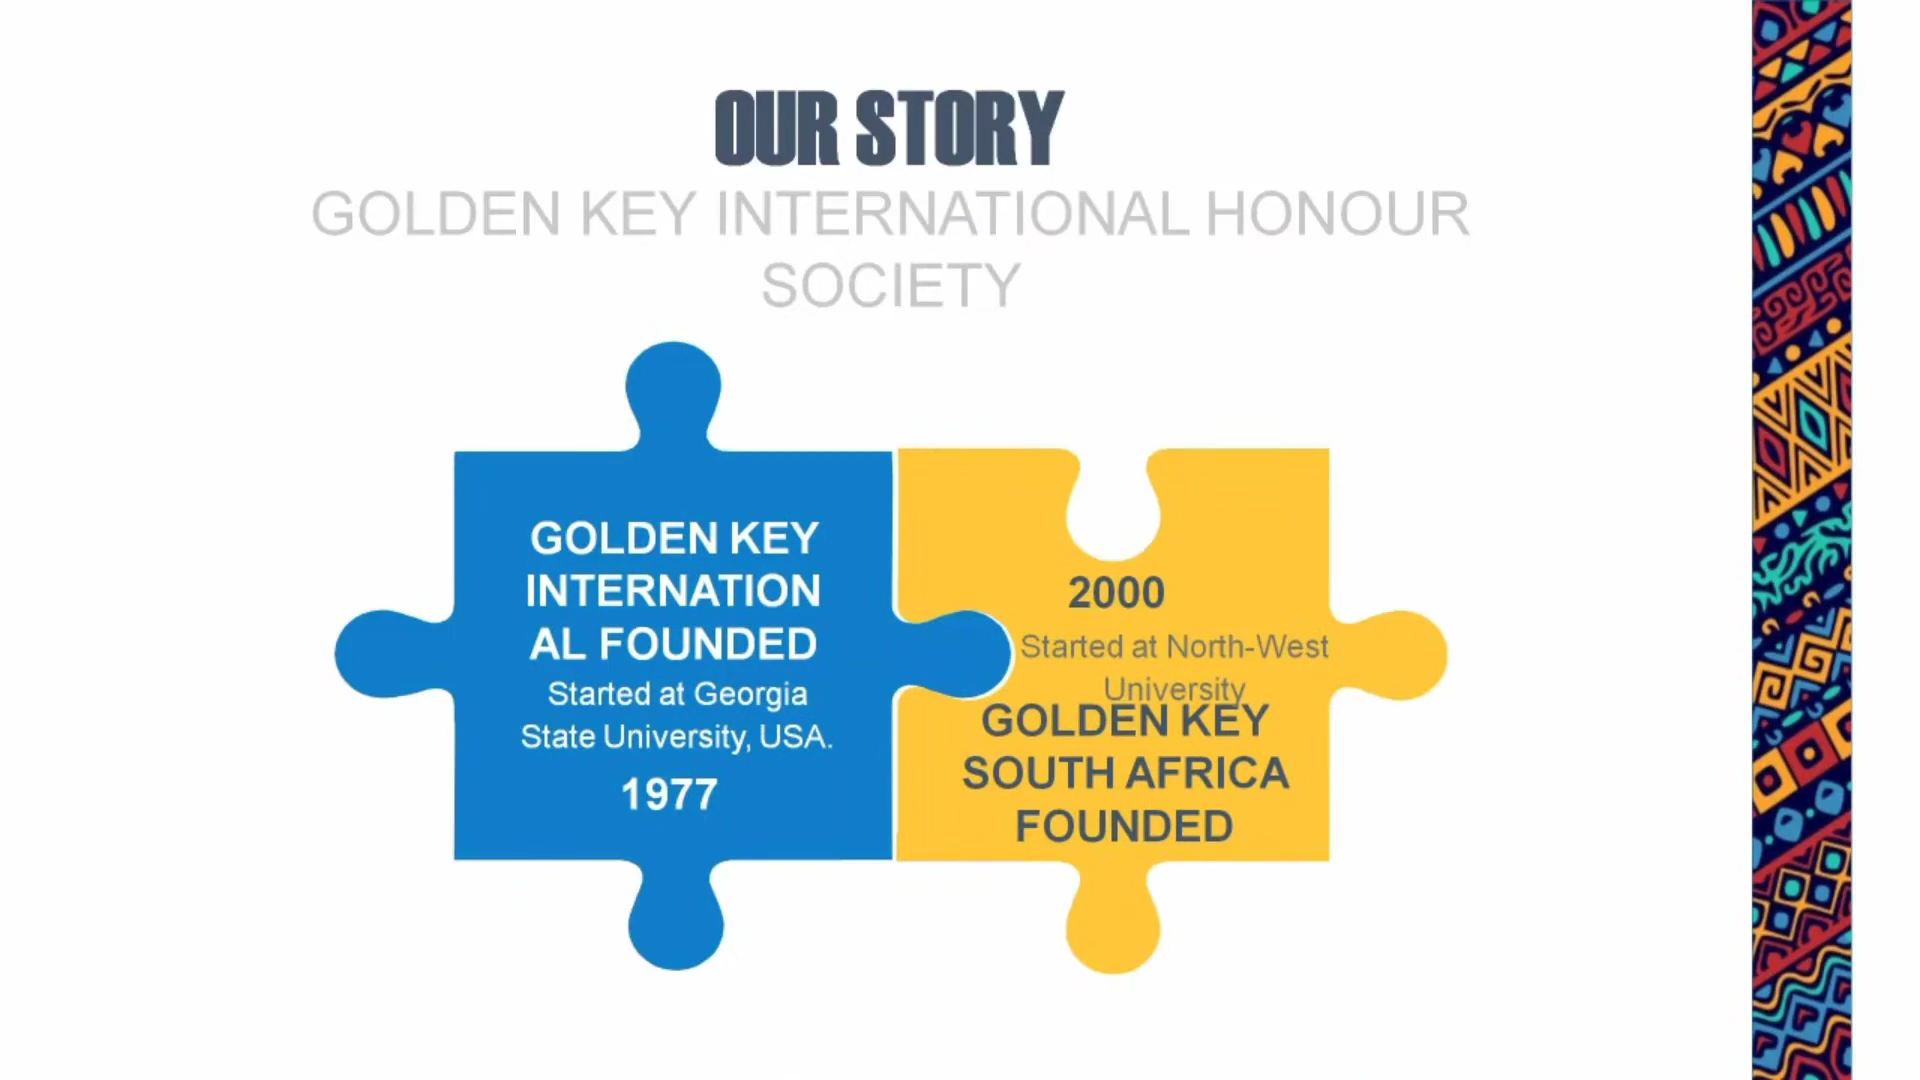 OUR STORY
GOLDEN KEY INTERNATIONAL HONOUR
SOCIETY
GOLDEN KEY
INTERNATION
AL FOUNDED
Started at Georgia
State University, USA.
1977
2000
Started at North-West
University
GOLDEN KEY
SOUTH AFRICA
FOUNDED